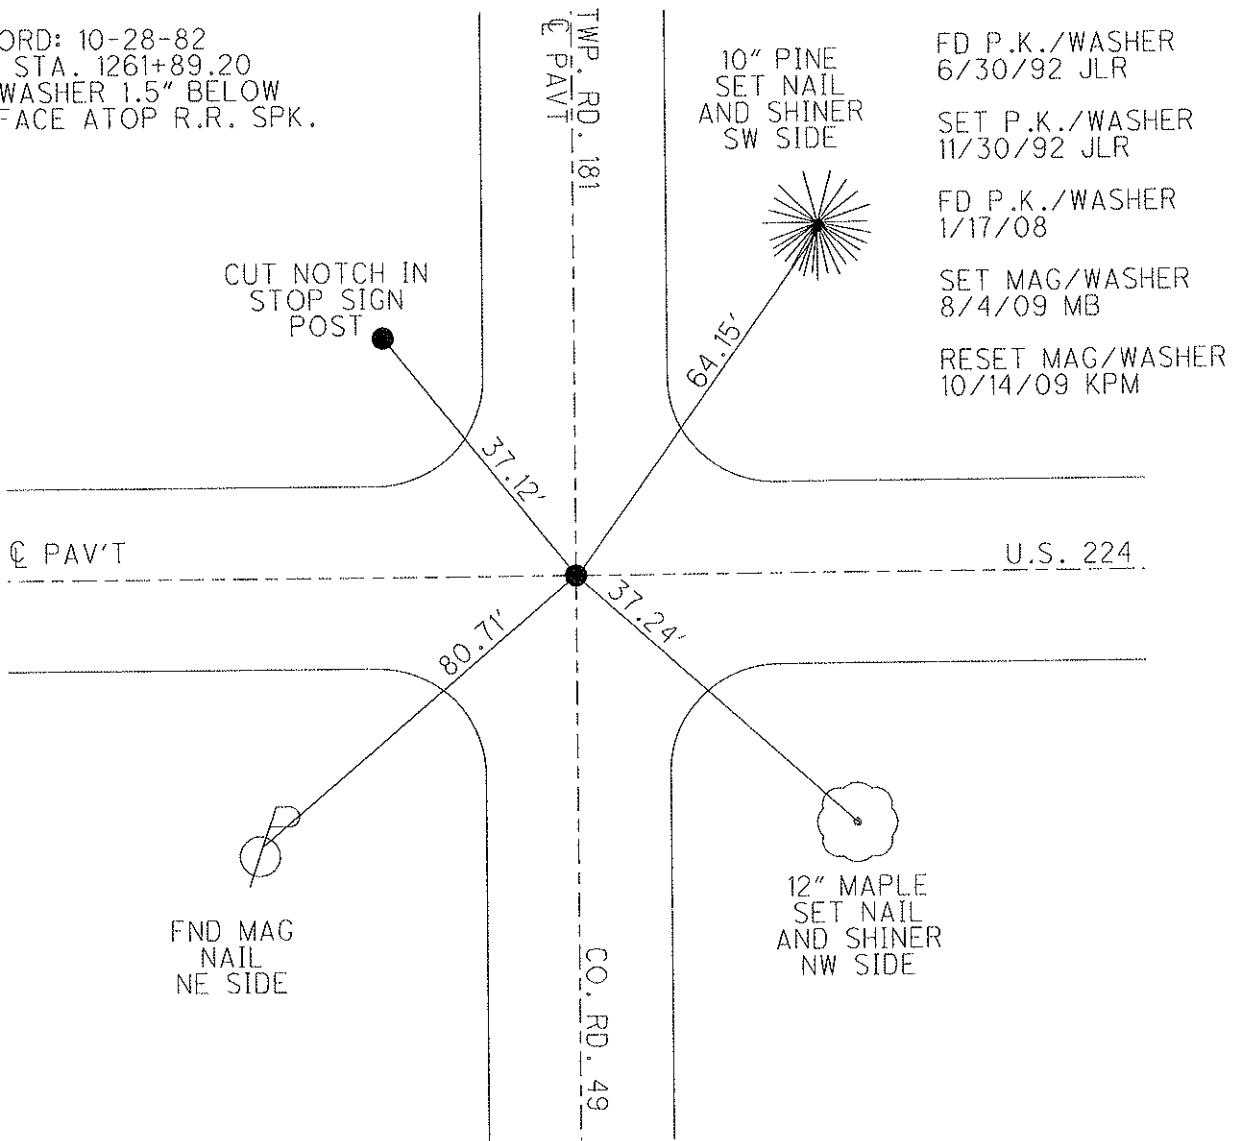 ORD: 10-28-82
STA. 1261+89.20
WASHER 1.5" BELOW
FACE ATOP R.R. SPK.
TWP. RD. 181
℄ PAVT
10" PINE
SET NAIL
AND SHINER
SW SIDE
FD P.K./WASHER
6/30/92 JLR
SET P.K./WASHER
11/30/92 JLR
FD P.K./WASHER
1/17/08
SET MAG/WASHER
8/4/09 MB
RESET MAG/WASHER
10/14/09 KPM
CUT NOTCH IN
STOP SIGN
POST
64.15'
37.12'
℄ PAV'T
U.S. 224
37.24'
80.71'
FND MAG
NAIL
NE SIDE
12" MAPLE
SET NAIL
AND SHINER
NW SIDE
CO. RD. 49